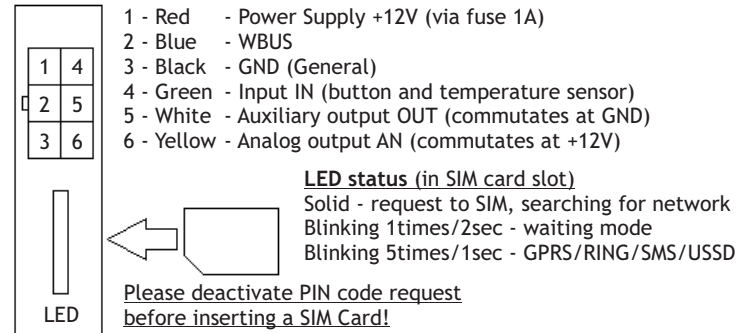 1 - Red - Power Supply +12V (via fuse 1A)
2 - Blue - WBUS
3 - Black - GND (General)
4 - Green - Input IN (button and temperature sensor)
5 - White - Auxiliary output OUT (commutates at GND)
6 - Yellow - Analog output AN (commutates at +12V)
1 4
2 5
3 6
LED status (in SIM card slot)
Solid - request to SIM, searching for network
Blinking 1times/2sec - waiting mode
Blinking 5times/1sec - GPRS/RING/SMS/USSD
Please deactivate PIN code request
before inserting a SIM Card!
LED